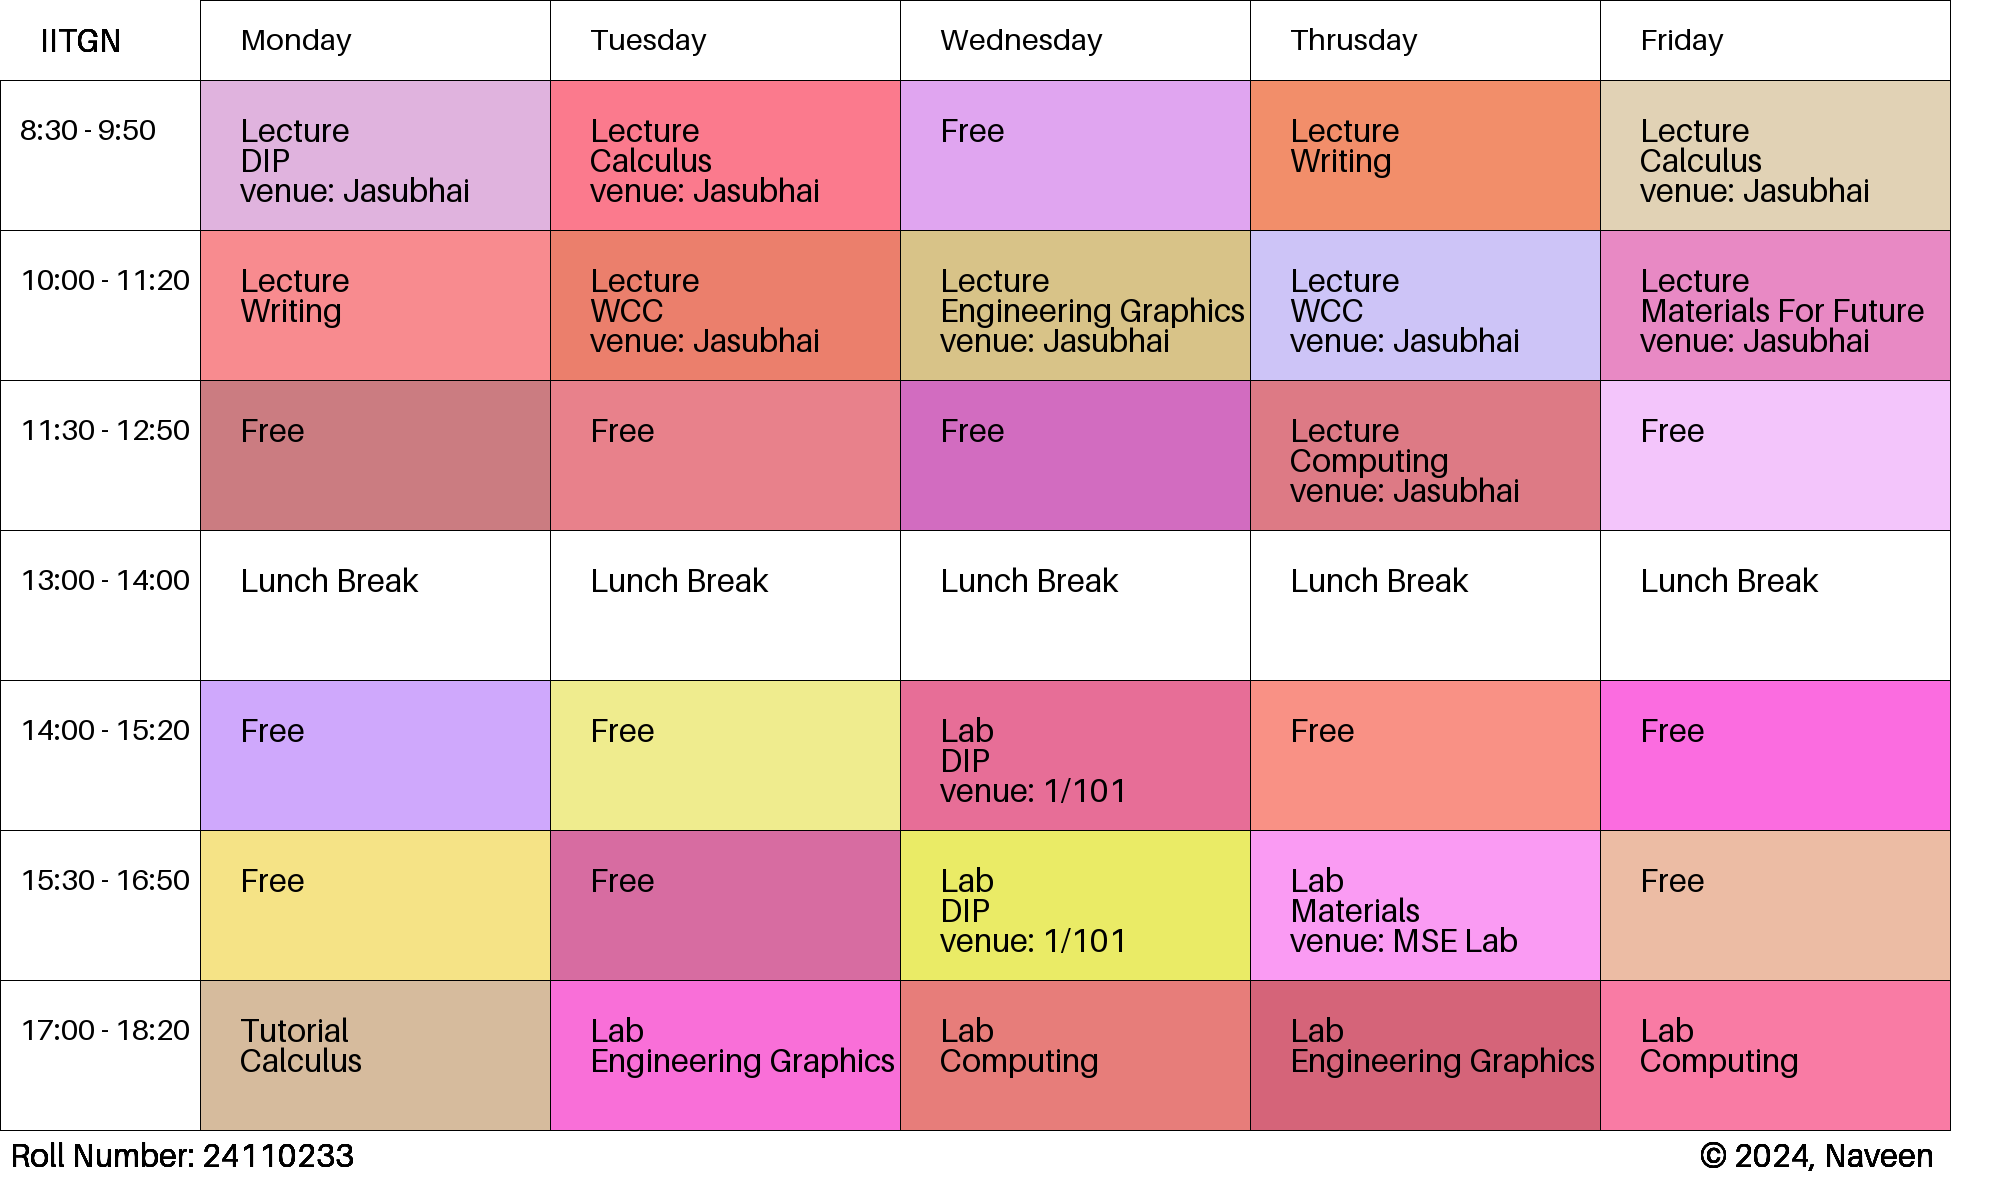 IITGN Monday Tuesday Wednesday Thrusday Friday
8:30 - 9:50
Lecture
DIP
venue: Jasubhai
Lecture
Calculus
venue: Jasubhai
Free
Lecture
Writing
Lecture
Calculus
venue: Jasubhai
10:00 - 11:20
Lecture
Writing
Lecture
WCC
venue: Jasubhai
Lecture
Engineering Graphics
venue: Jasubhai
Lecture
WCC
venue: Jasubhai
Lecture
Materials For Future
venue: Jasubhai
11:30 - 12:50
Free
Free
Free
Lecture
Computing
venue: Jasubhai
Free
13:00 - 14:00
Lunch Break
Lunch Break
Lunch Break
Lunch Break
Lunch Break
14:00 - 15:20
Free
Free
Lab
DIP
venue: 1/101
Free
Free
15:30 - 16:50
Free
Free
Lab
DIP
venue: 1/101
Lab
Materials
venue: MSE Lab
Free
17:00 - 18:20
Tutorial
Calculus
Lab
Engineering Graphics
Lab
Computing
Lab
Engineering Graphics
Lab
Computing
Roll Number: 24110233
© 2024, Naveen